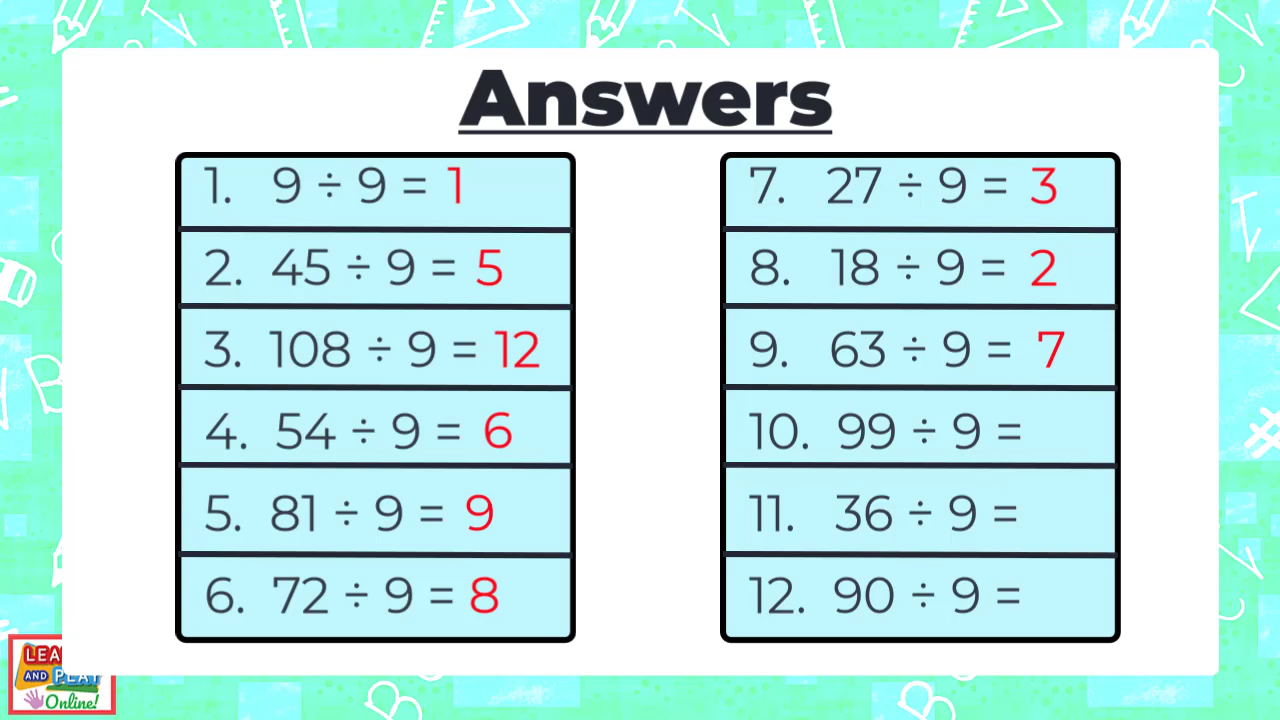 Answers
1. 9 ÷ 9 = 1
2. 45 ÷ 9 = 5
3. 108 ÷ 9 = 12
4. 54 ÷ 9 = 6
5. 81 ÷ 9 = 9
6. 72 ÷ 9 = 8
7. 27 ÷ 9 = 3
8. 18 ÷ 9 = 2
9. 63 ÷ 9 = 7
10. 99 ÷ 9 =
11. 36 ÷ 9 =
12. 90 ÷ 9 =
AND PLAY
Online!